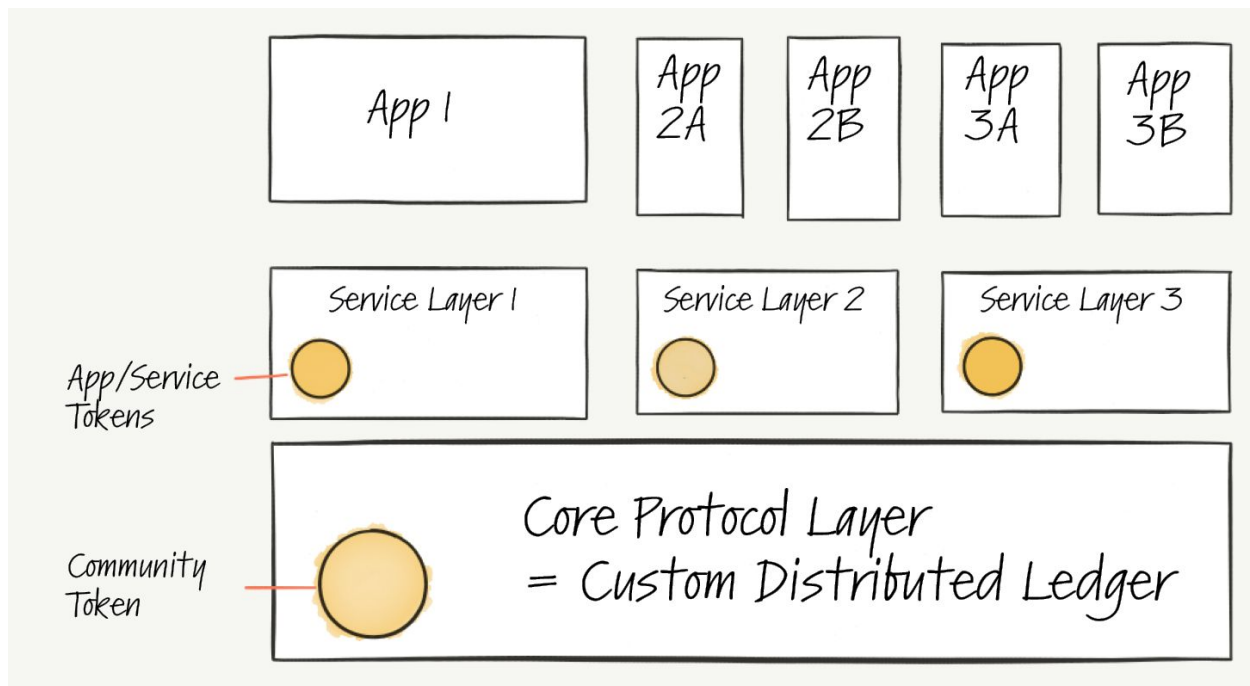 App 1
App
2A
App
2B
App
3A
App
3B
Service Layer 1
Service Layer 2
Service Layer 3
App/Service
Tokens
Core Protocol Layer
= Custom Distributed Ledger
Community
Token